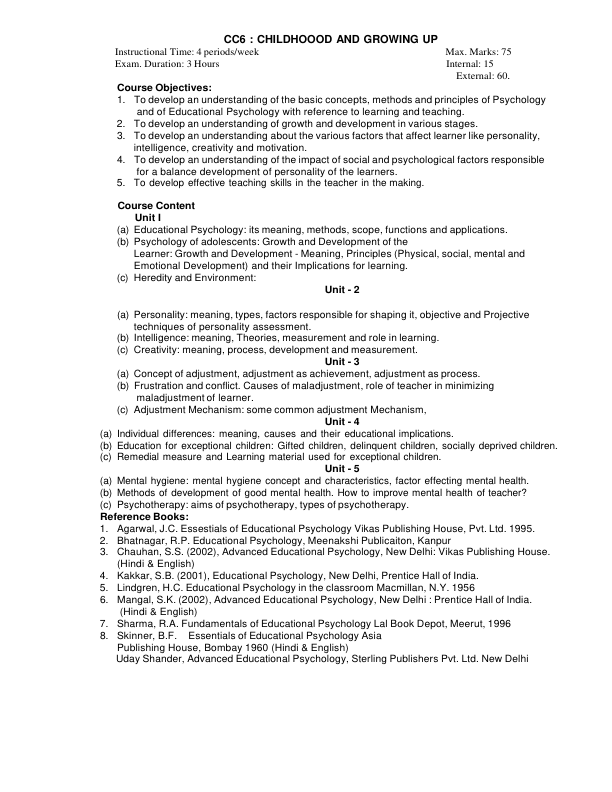 CC6 : CHILDHOOOD AND GROWING UP
Instructional Time: 4 periods/week Max. Marks: 75
Exam. Duration: 3 Hours Internal: 15
External: 60.
Course Objectives:
1. To develop an understanding of the basic concepts, methods and principles of Psychology
and of Educational Psychology with reference to learning and teaching.
2. To develop an understanding of growth and development in various stages.
3. To develop an understanding about the various factors that affect learner like personality,
intelligence, creativity and motivation.
4. To develop an understanding of the impact of social and psychological factors responsible
for a balance development of personality of the learners.
5. To develop effective teaching skills in the teacher in the making.
Course Content
Unit I
(a) Educational Psychology: its meaning, methods, scope, functions and applications.
(b) Psychology of adolescents: Growth and Development of the
Learner: Growth and Development - Meaning, Principles (Physical, social, mental and
Emotional Development) and their Implications for learning.
(c) Heredity and Environment:
Unit - 2
(a) Personality: meaning, types, factors responsible for shaping it, objective and Projective
techniques of personality assessment.
(b) Intelligence: meaning, Theories, measurement and role in learning.
(c) Creativity: meaning, process, development and measurement.
Unit - 3
(a) Concept of adjustment, adjustment as achievement, adjustment as process.
(b) Frustration and conflict. Causes of maladjustment, role of teacher in minimizing
maladjustment of learner.
(c) Adjustment Mechanism: some common adjustment Mechanism,
Unit - 4
(a) Individual differences: meaning, causes and their educational implications.
(b) Education for exceptional children: Gifted children, delinquent children, socially deprived children.
(c) Remedial measure and Learning material used for exceptional children.
Unit - 5
(a) Mental hygiene: mental hygiene concept and characteristics, factor effecting mental health.
(b) Methods of development of good mental health. How to improve mental health of teacher?
(c) Psychotherapy: aims of psychotherapy, types of psychotherapy.
Reference Books:
1. Agarwal, J.C. Essestials of Educational Psychology Vikas Publishing House, Pvt. Ltd. 1995.
2. Bhatnagar, R.P. Educational Psychology, Meenakshi Publicaiton, Kanpur
3. Chauhan, S.S. (2002), Advanced Educational Psychology, New Delhi: Vikas Publishing House.
(Hindi & English)
4. Kakkar, S.B. (2001), Educational Psychology, New Delhi, Prentice Hall of India.
5. Lindgren, H.C. Educational Psychology in the classroom Macmillan, N.Y. 1956
6. Mangal, S.K. (2002), Advanced Educational Psychology, New Delhi : Prentice Hall of India.
(Hindi & English)
7. Sharma, R.A. Fundamentals of Educational Psychology Lal Book Depot, Meerut, 1996
8. Skinner, B.F. Essentials of Educational Psychology Asia
Publishing House, Bombay 1960 (Hindi & English)
Uday Shander, Advanced Educational Psychology, Sterling Publishers Pvt. Ltd. New Delhi